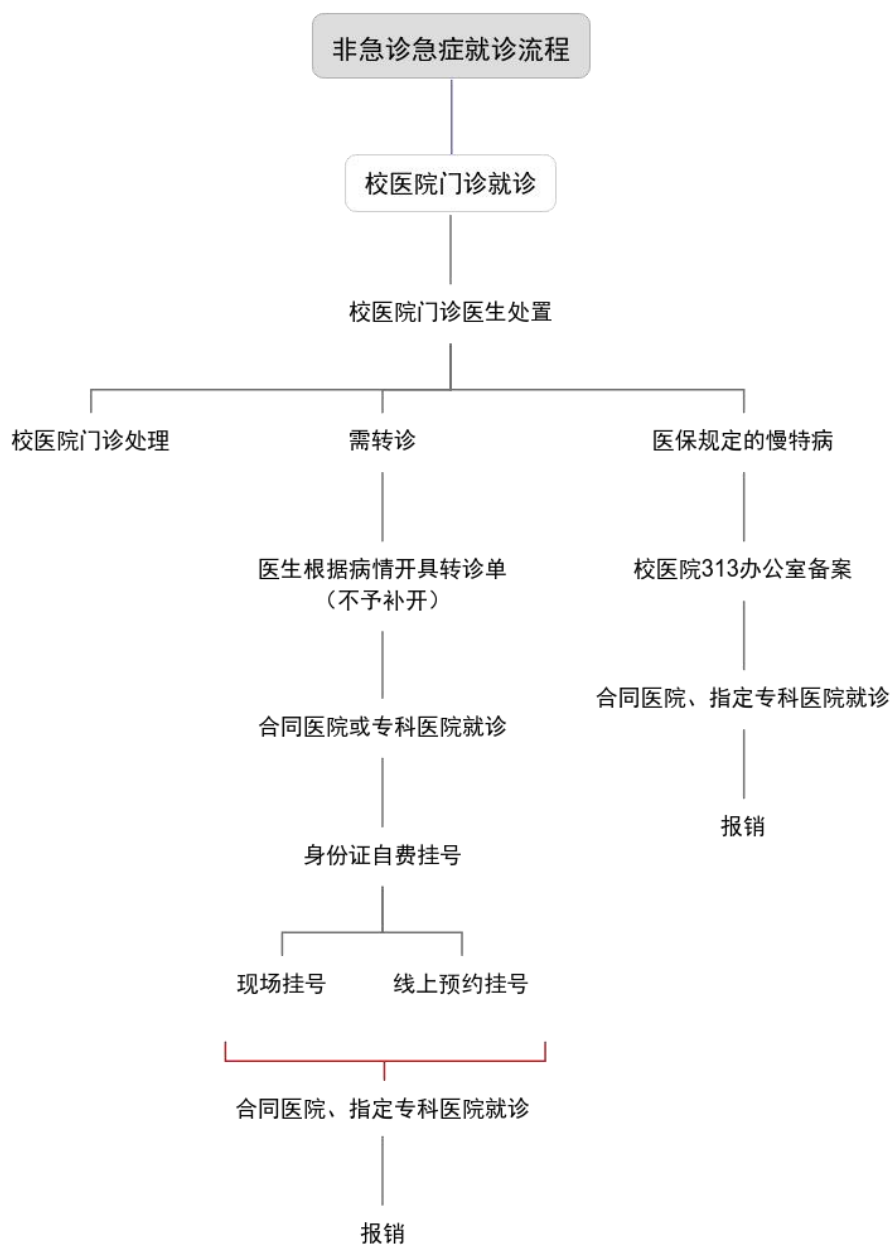 非急诊急症就诊流程
校医院门诊就诊
校医院门诊医生处置
校医院门诊处理
需转诊
医保规定的慢特病
医生根据病情开具转诊单
（不予补开）
校医院313办公室备案
合同医院或专科医院就诊
合同医院、指定专科医院就诊
身份证自费挂号
报销
现场挂号
线上预约挂号
合同医院、指定专科医院就诊
报销